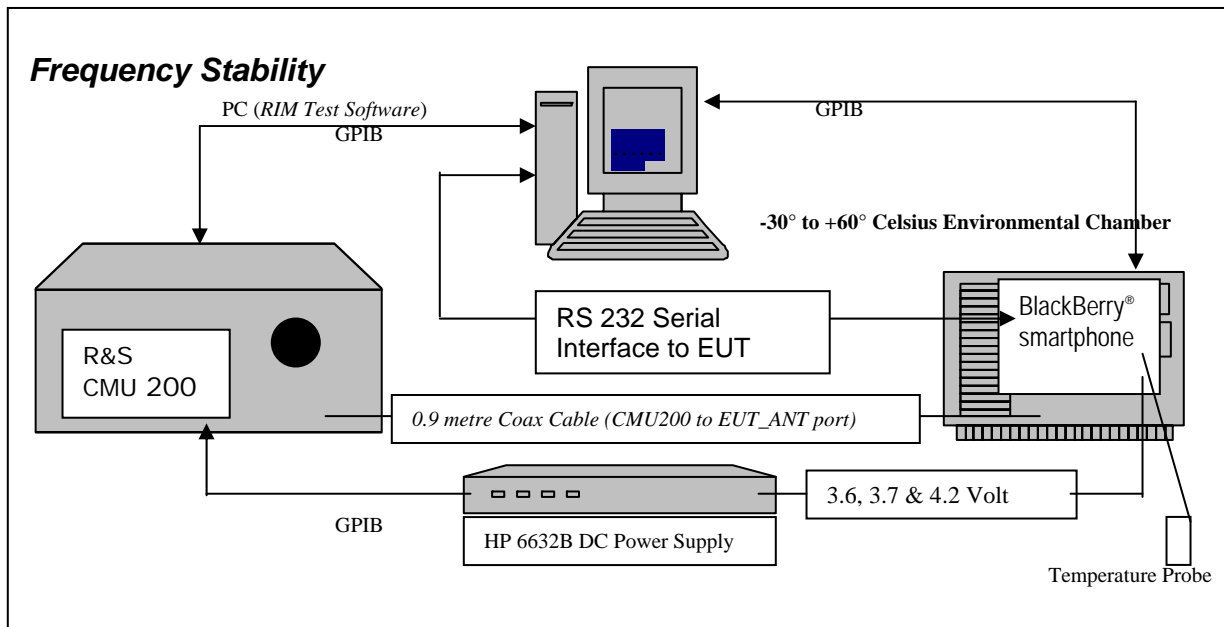 Frequency Stability
PC (RIM Test Software)
GPIB
GPIB
-30° to +60° Celsius Environmental Chamber
RS 232 Serial
Interface to EUT
BlackBerry®
smartphone
R&S
CMU 200
0.9 metre Coax Cable (CMU200 to EUT_ANT port)
3.6, 3.7 & 4.2 Volt
GPIB
HP 6632B DC Power Supply
Temperature Probe